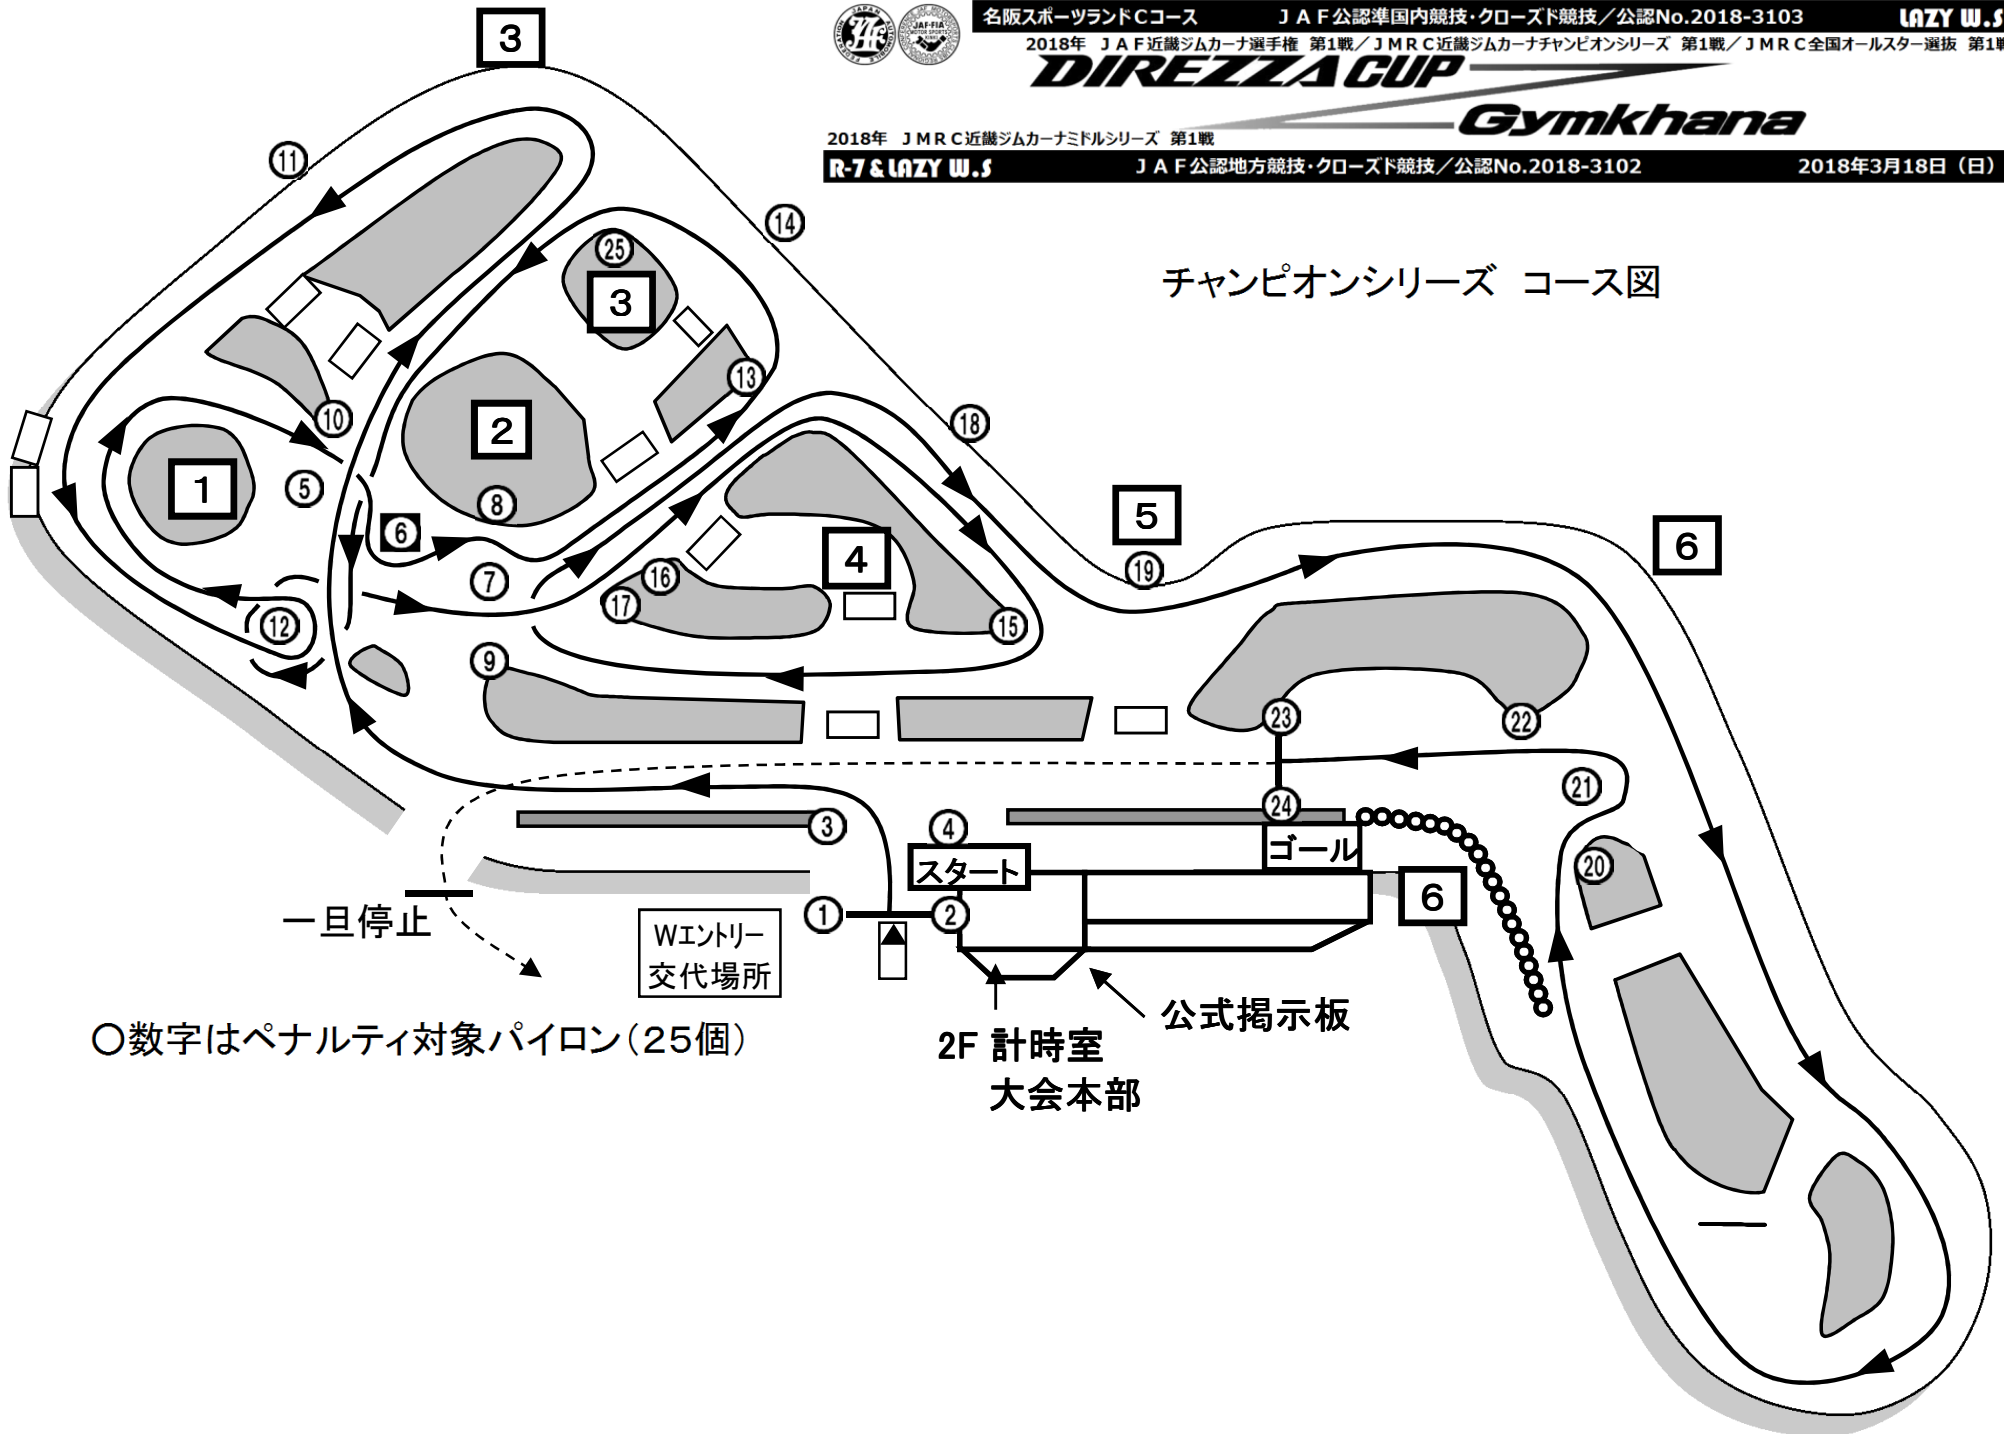 名阪スポーツランドCコース JAF公認準国内競技・クローズド競技／公認No.2018-3103 LAZY W.S
2018年 JAF近畿ジムカーナ選手権 第1戦／JMRC近畿ジムカーナチャンピオンシリーズ 第1戦／JMRC全国オールスター選抜 第1戦
DIREZZA CUP
Gymkhana
2018年 JMRC近畿ジムカーナミドルシリーズ 第1戦
R-7 & LAZY W.S JAF公認地方競技・クローズド競技／公認No.2018-3102 2018年3月18日（日）
チャンピオンシリーズ コース図
3
⑪
⑭
㉕
3
⑬
⑩
2
⑱
1
⑤
⑧
6
5
6
4
⑦
⑯
⑲
⑰
⑫
⑮
⑨
㉓
㉒
㉑
③
④
㉔
スタート
ゴール
⑳
6
①
②
一旦停止
Wエントリー
交代場所
公式掲示板
○数字はペナルティ対象パイロン（25個）
2F 計時室
大会本部